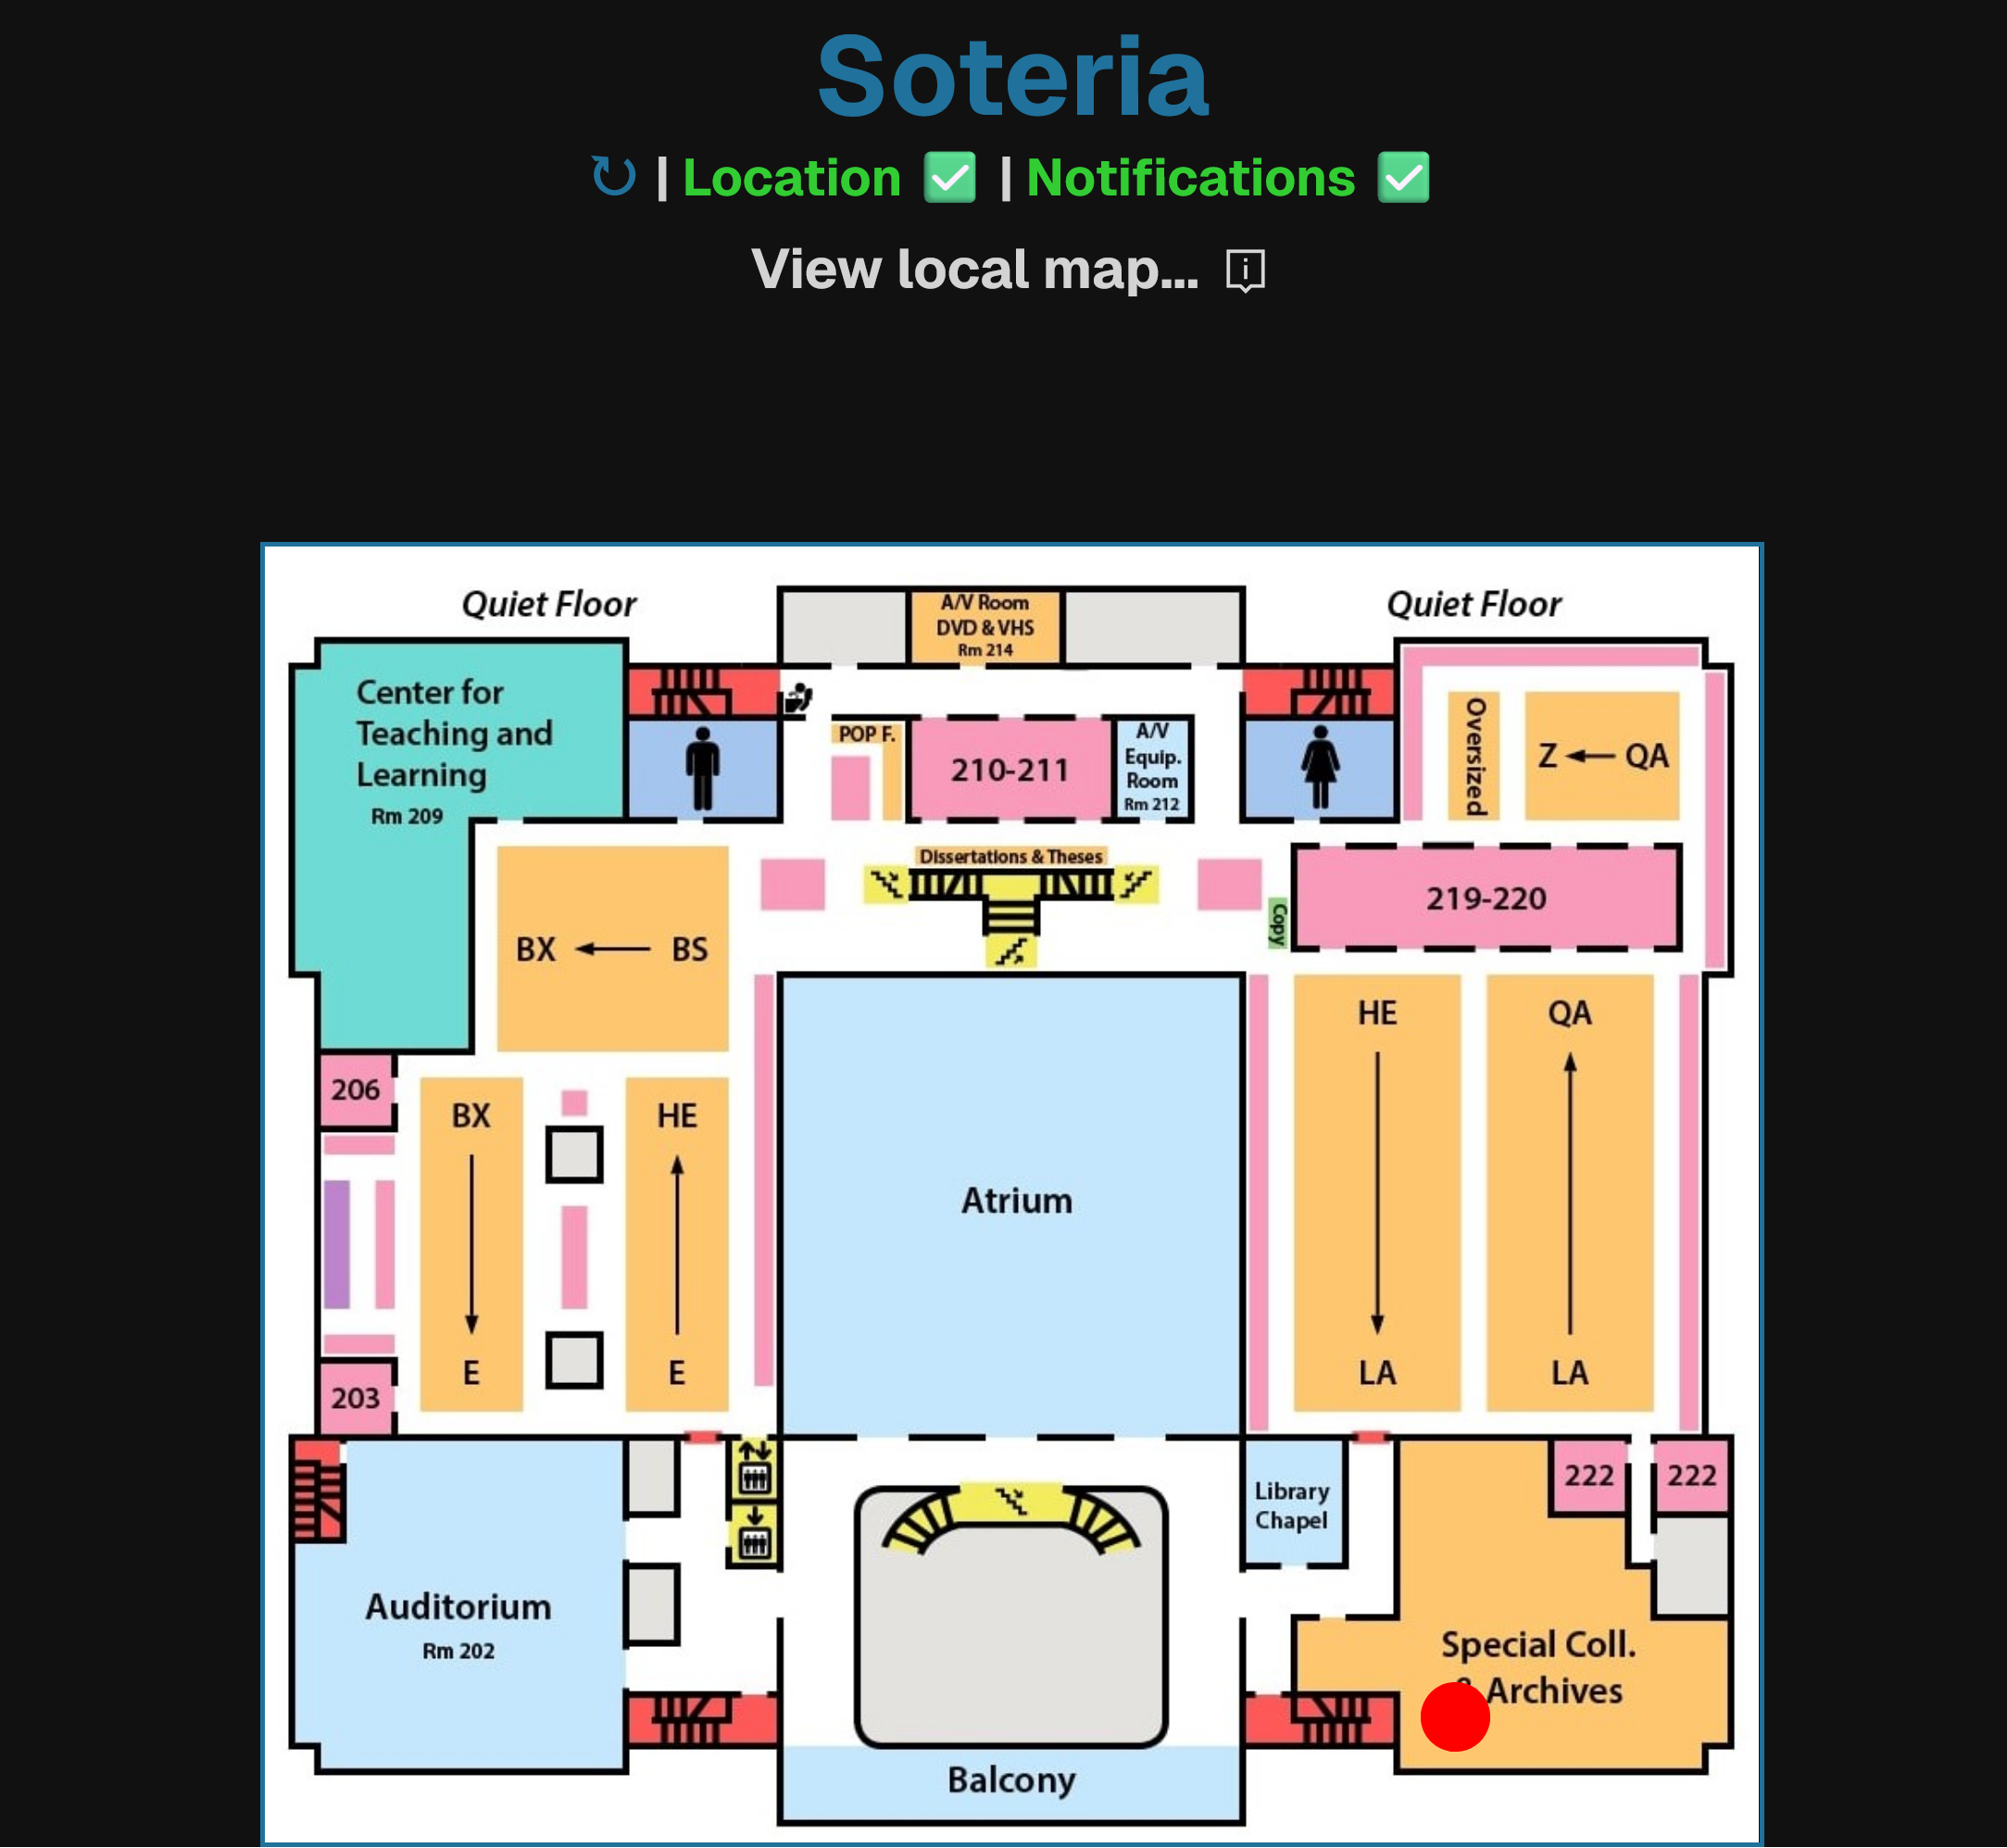 Soteria
↻ | Location ✅ | Notifications ✅
View local map...
Quiet Floor
Quiet Floor
A/V Room
DVD & VHS
Rm 214
Center for
Teaching and
Learning
Rm 209
POP F.
210-211
A/V
Equip.
Room
Rm 212
Oversized
Z ← QA
Dissertations & Theses
Copy
219-220
BX ← BS
HE
QA
206
BX
HE
Atrium
E
E
LA
LA
203
222
222
Library
Chapel
Auditorium
Rm 202
Special Coll.
Archives
Balcony